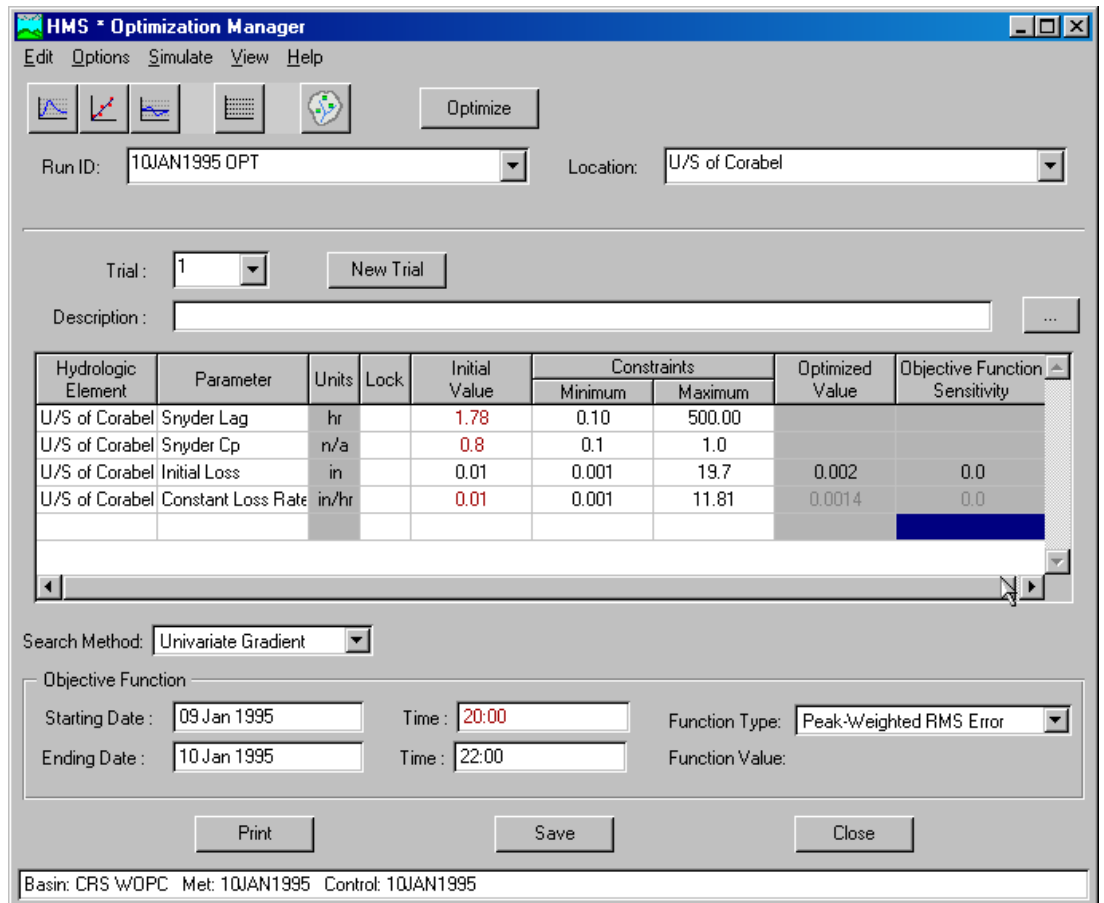 HMS * Optimization Manager
Edit Options Simulate View Help
Optimize
Run ID: 10JAN1995 OPT Location: U/S of Corabel
Trial : 1 New Trial
Description : ...
Hydrologic Element Parameter Units Lock Initial Value Constraints Minimum Maximum Optimized Value Objective Function Sensitivity
U/S of Corabel Snyder Lag hr 1.78 0.10 500.00
U/S of Corabel Snyder Cp n/a 0.8 0.1 1.0
U/S of Corabel Initial Loss in 0.01 0.001 19.7 0.002 0.0
U/S of Corabel Constant Loss Rate in/hr 0.01 0.001 11.81 0.0014 0.0
Search Method: Univariate Gradient
Objective Function
Starting Date : 09 Jan 1995 Time : 20:00 Function Type: Peak-Weighted RMS Error
Ending Date : 10 Jan 1995 Time : 22:00 Function Value:
Print Save Close
Basin: CRS WOPC Met: 10JAN1995 Control: 10JAN1995